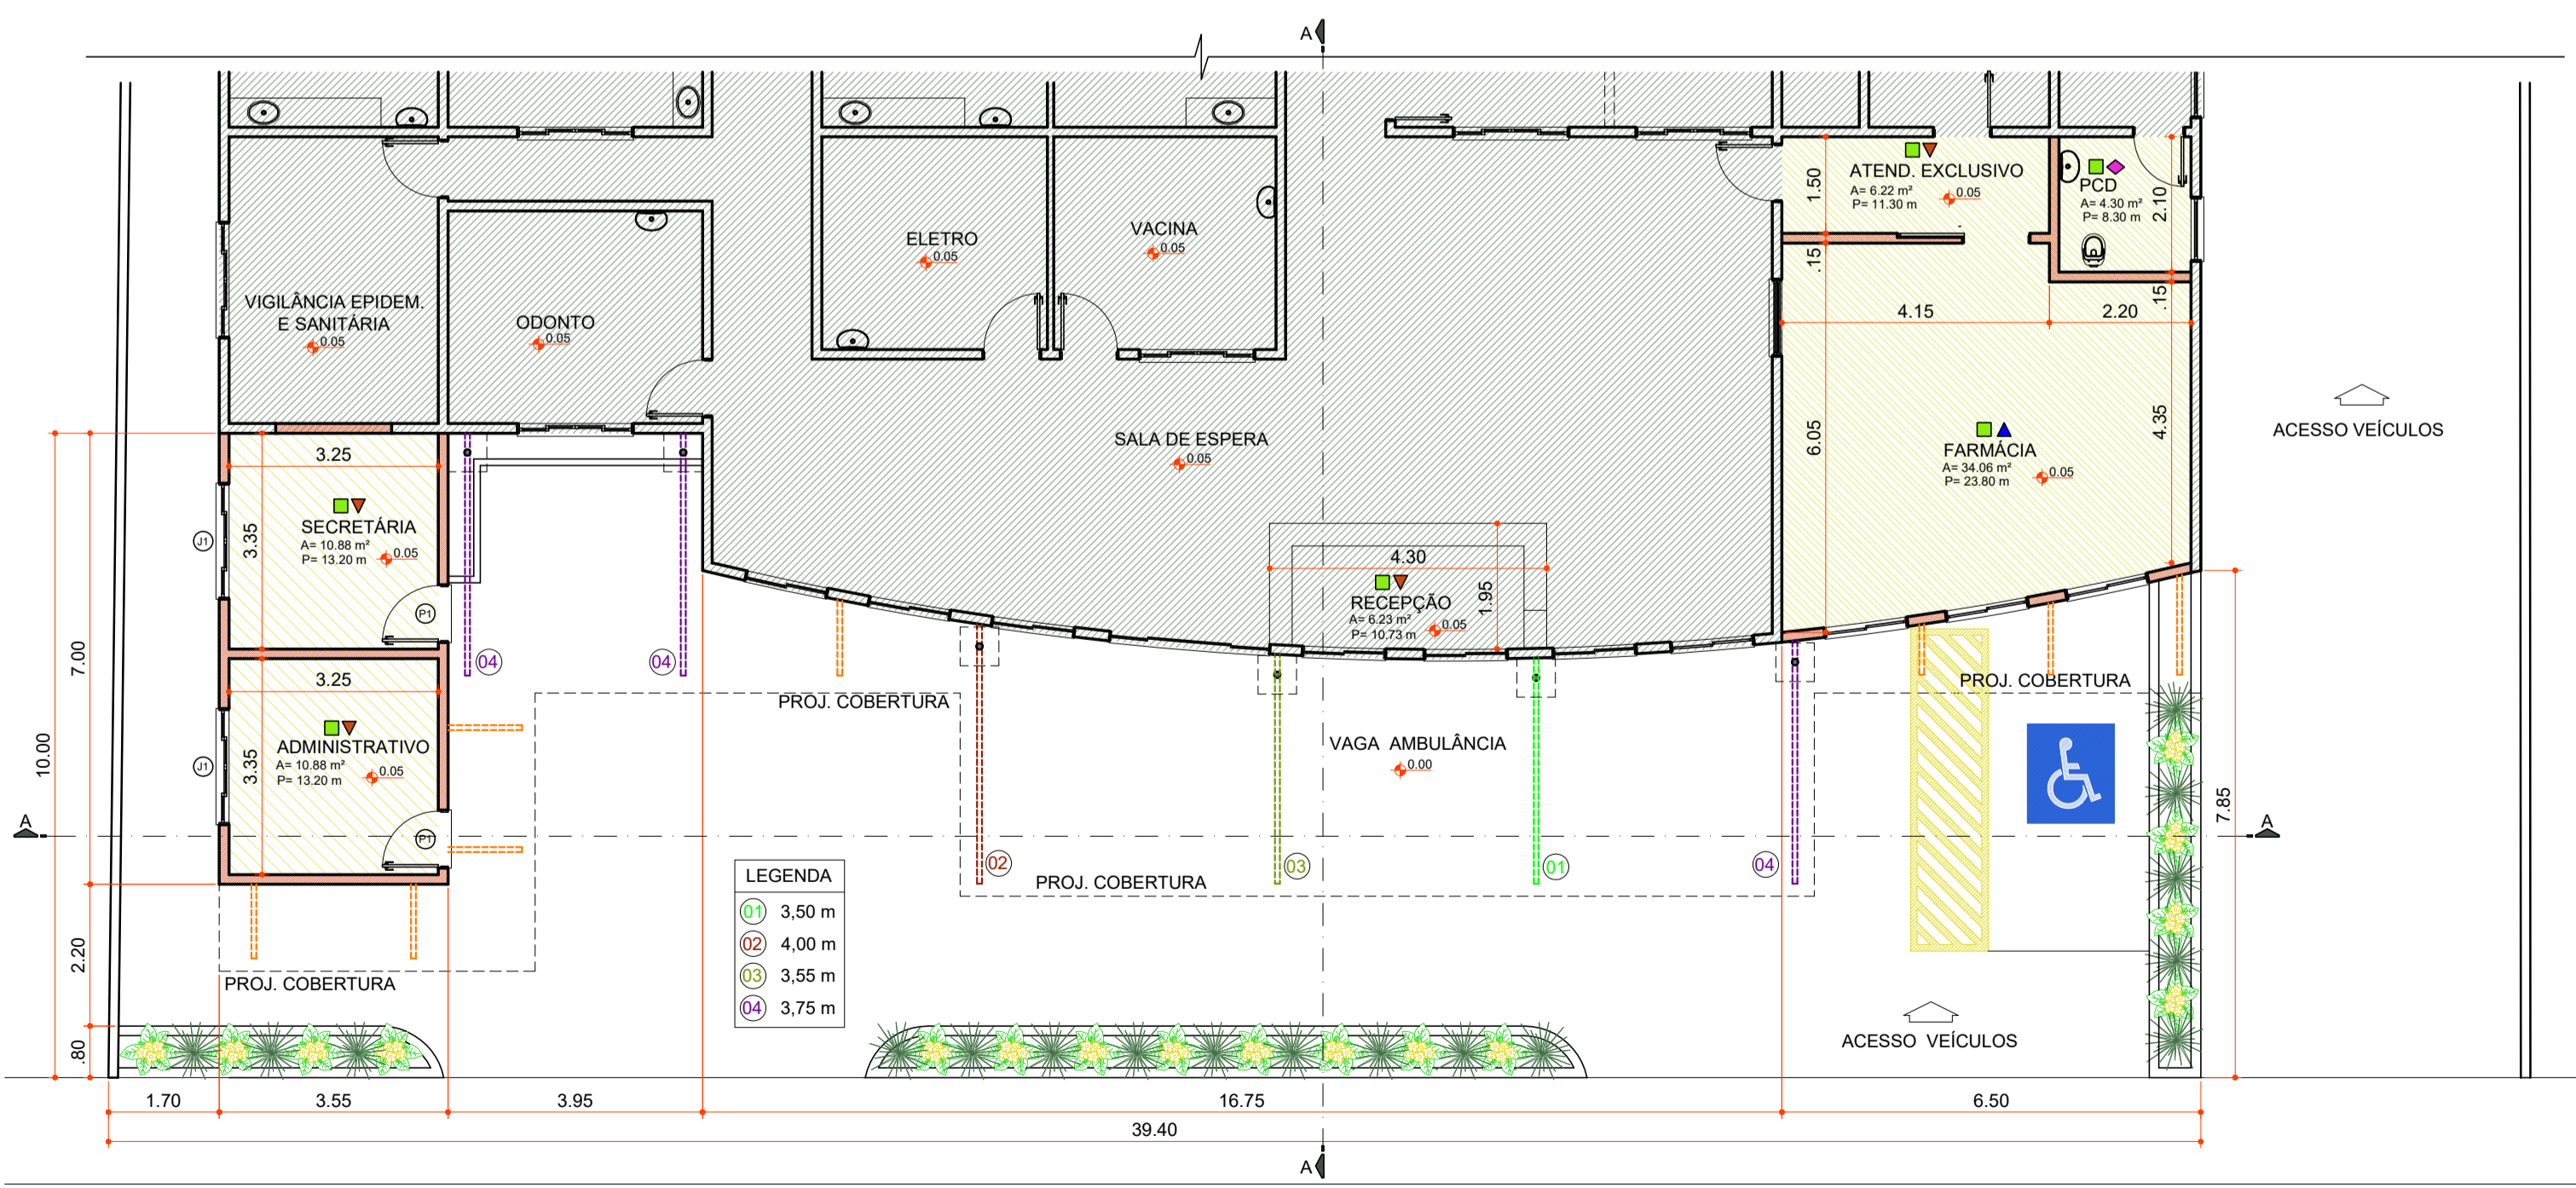 A
ATEND. EXCLUSIVO
A= 6.22 m²
P= 11.30 m
0.05
1.50
PCD
A= 4.30 m²
P= 8.30 m
2.10
.15
.15
4.15
2.20
ELETRO
0.05
VACINA
0.05
VIGILÂNCIA EPIDEM.
E SANITÁRIA
0.05
ODONTO
0.05
SALA DE ESPERA
0.05
6.05
4.35
FARMÁCIA
A= 34.06 m²
P= 23.80 m
0.05
ACESSO VEÍCULOS
3.25
3.35
SECRETÁRIA
A= 10.88 m²
P= 13.20 m
0.05
J1
P1
4.30
1.95
RECEPÇÃO
A= 6.23 m²
P= 10.73 m
0.05
04
04
7.00
10.00
3.25
3.35
ADMINISTRATIVO
A= 10.88 m²
P= 13.20 m
0.05
J1
P1
PROJ. COBERTURA
PROJ. COBERTURA
VAGA AMBULÂNCIA
0.00
7.85
A
A
02
03
01
04
PROJ. COBERTURA
LEGENDA
01 3,50 m
02 4,00 m
03 3,55 m
04 3,75 m
2.20
PROJ. COBERTURA
.80
ACESSO VEÍCULOS
1.70
3.55
3.95
16.75
6.50
39.40
A